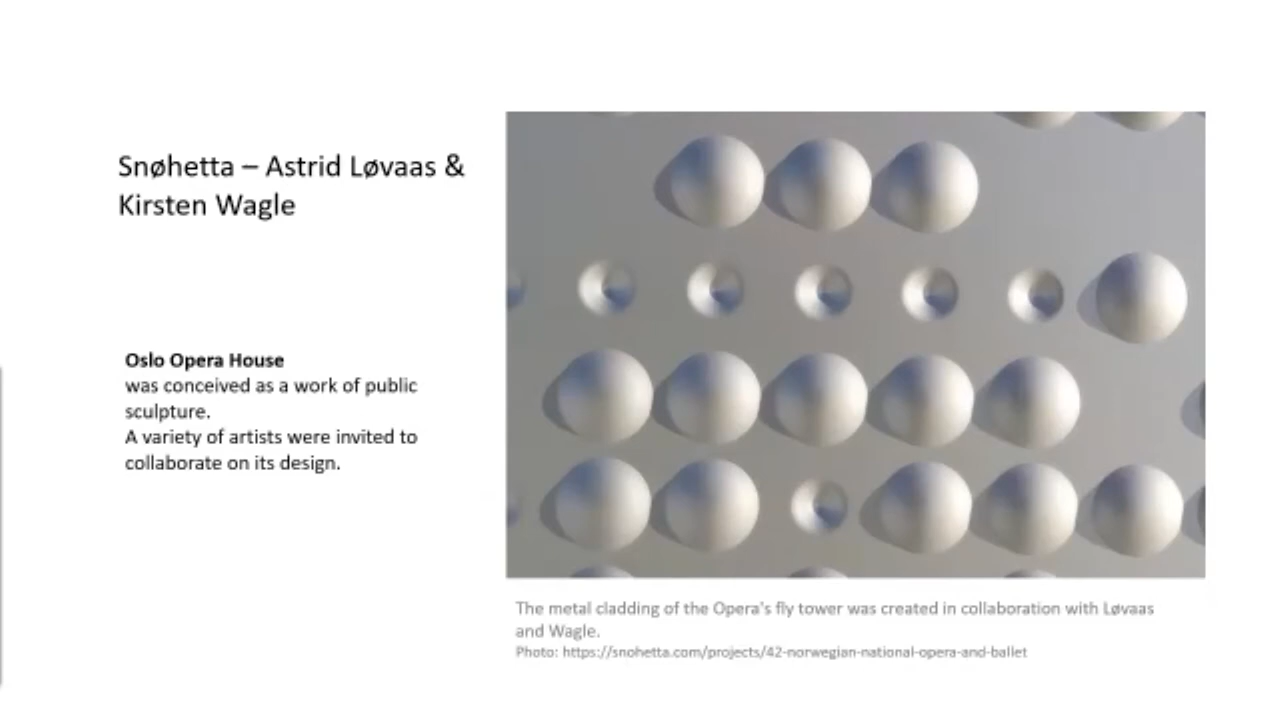 Snøhetta – Astrid Løvaas &
Kirsten Wagle
Oslo Opera House
was conceived as a work of public
sculpture.
A variety of artists were invited to
collaborate on its design.
The metal cladding of the Opera's fly tower was created in collaboration with Løvaas
and Wagle.
Photo: https://snohetta.com/projects/42-norwegian-national-opera-and-ballet